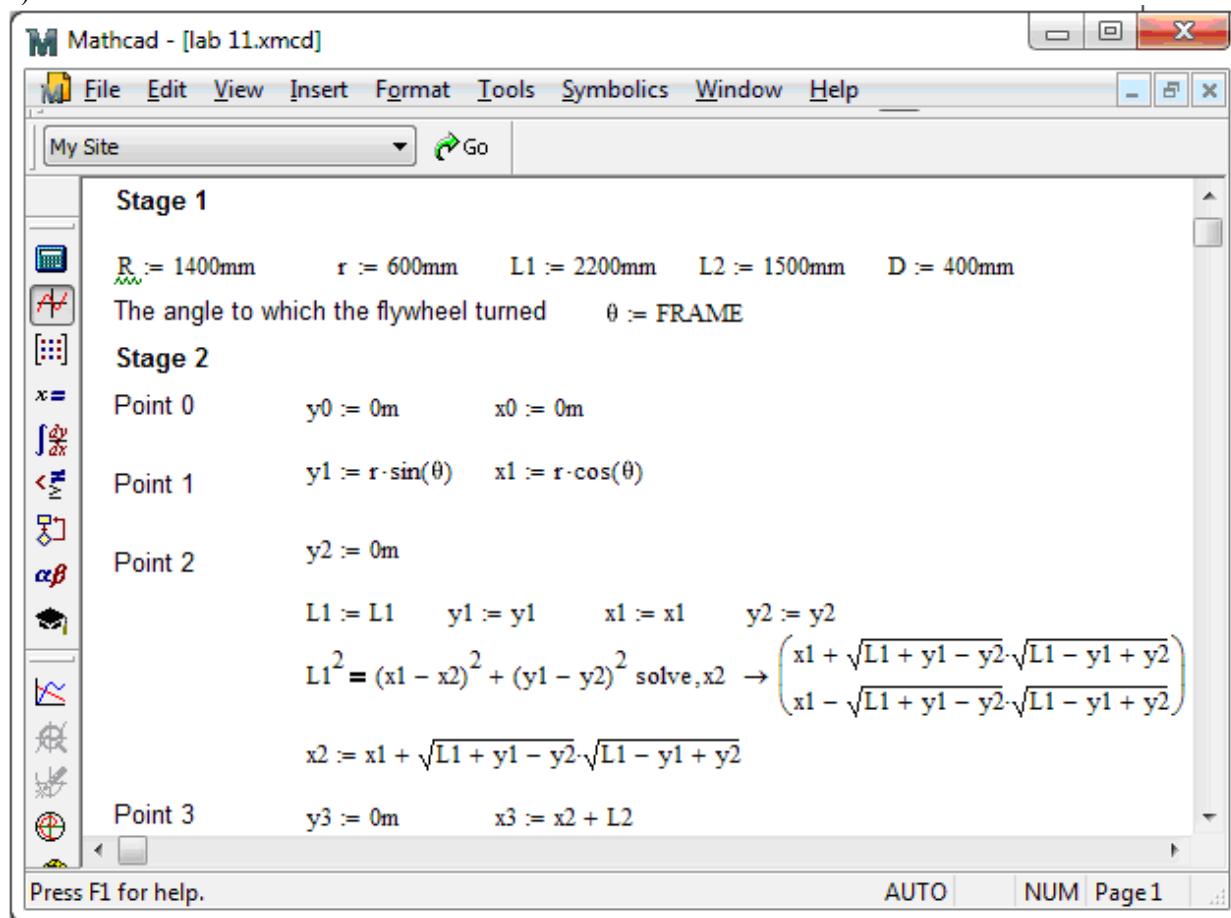 )
Mathcad - [lab 11.xmcd]
File Edit View Insert Format Tools Symbolics Window Help
My Site Go
Stage 1
R := 1400mm r := 600mm L1 := 2200mm L2 := 1500mm D := 400mm
The angle to which the flywheel turned θ := FRAME
Stage 2
Point 0 y0 := 0m x0 := 0m
Point 1 y1 := r·sin(θ) x1 := r·cos(θ)
Point 2 y2 := 0m
L1 := L1 y1 := y1 x1 := x1 y2 := y2
L1² = (x1 − x2)² + (y1 − y2)² solve,x2 → (x1 + √(L1 + y1 − y2)·√(L1 − y1 + y2)
x1 − √(L1 + y1 − y2)·√(L1 − y1 + y2))
x2 := x1 + √(L1 + y1 − y2)·√(L1 − y1 + y2)
Point 3 y3 := 0m x3 := x2 + L2
Press F1 for help. AUTO NUM Page 1